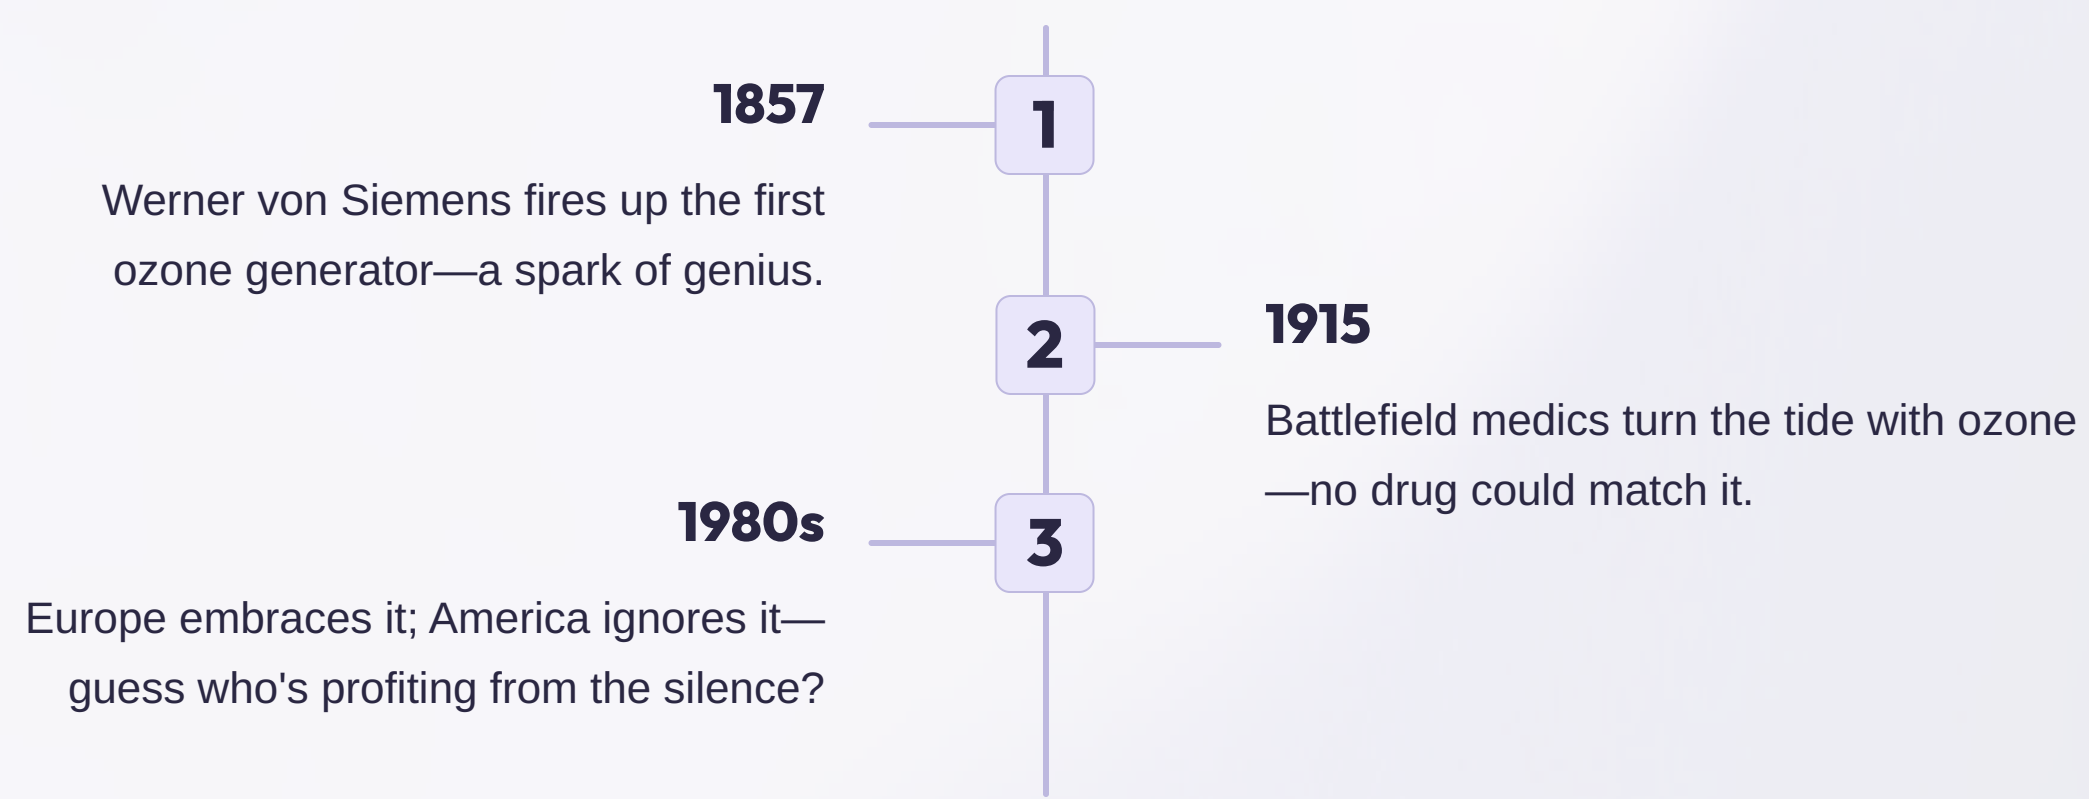 1857
1
Werner von Siemens fires up the first
ozone generator—a spark of genius.
2
1915
Battlefield medics turn the tide with ozone
—no drug could match it.
1980s
3
Europe embraces it; America ignores it—
guess who's profiting from the silence?